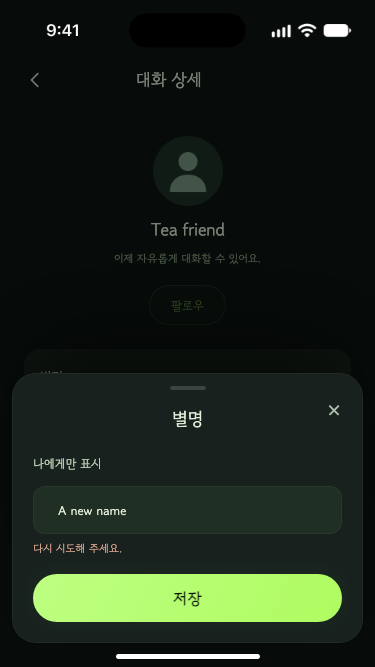 9:41
대화 상세
Tea friend
이제 자유롭게 대화할 수 있어요.
팔로우
별명
나에게만 표시
A new name
다시 시도해 주세요.
저장